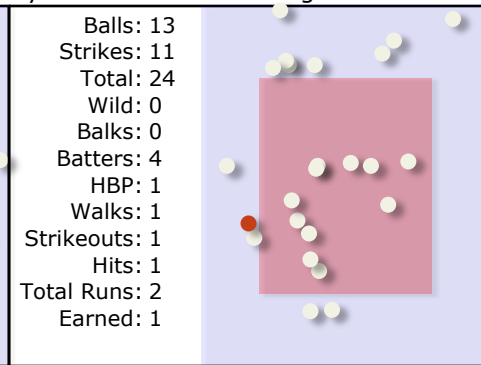 Balls: 13
Strikes: 11
Total: 24
Wild: 0
Balks: 0
Batters: 4
HBP: 1
Walks: 1
Strikeouts: 1
Hits: 1
Total Runs: 2
Earned: 1